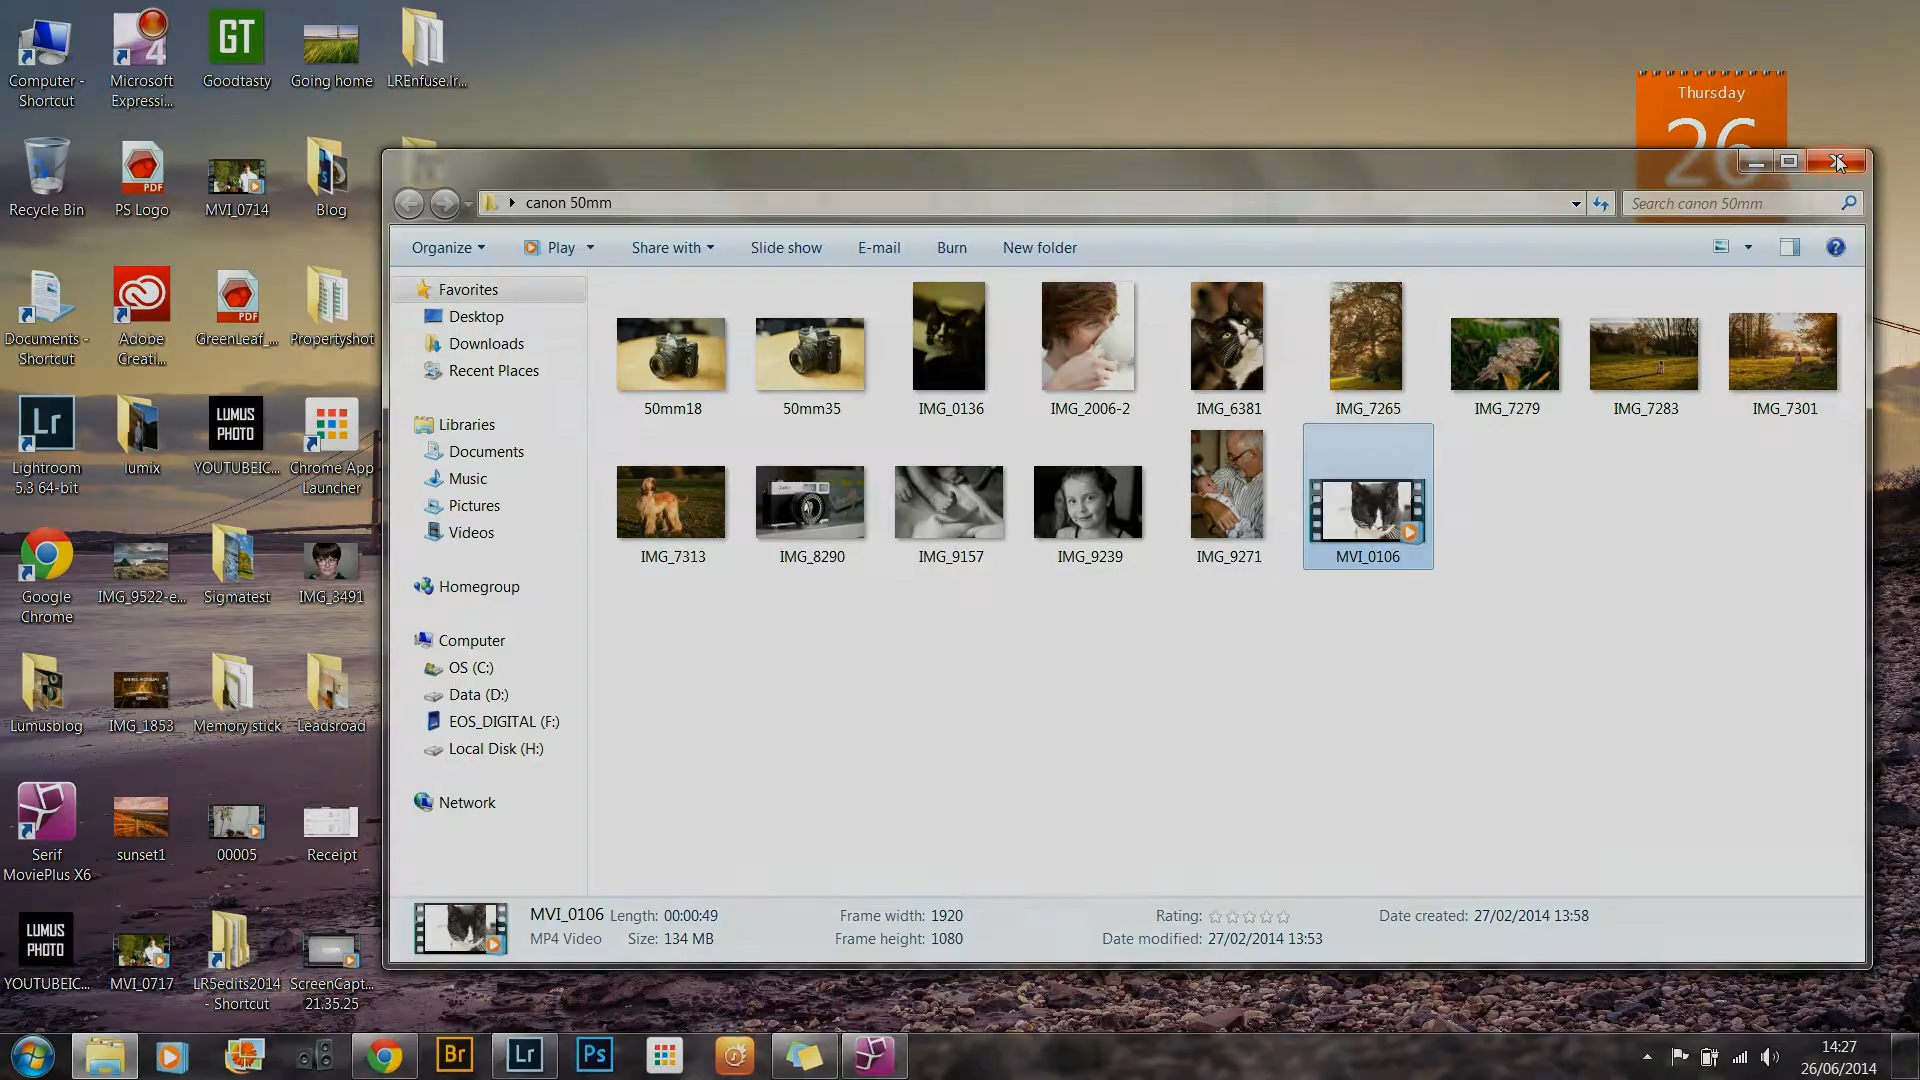 Computer -
Shortcut
Microsoft
Expressi...
GT
Goodtasty
Going home
LREnfuse.lr...
Thursday
26
Recycle Bin
PDF
PS Logo
MVI_0714
Blog
canon 50mm
Search canon 50mm
Organize
Play
Share with
Slide show
E-mail
Burn
New folder
Documents -
Shortcut
Adobe
Creati...
PDF
GreenLeaf_...
Propertyshot
Favorites
Desktop
Downloads
Recent Places
Libraries
Documents
Music
Pictures
Videos
Homegroup
Computer
OS (C:)
Data (D:)
EOS_DIGITAL (F:)
Local Disk (H:)
Network
50mm18
50mm35
IMG_0136
IMG_2006-2
IMG_6381
IMG_7265
IMG_7279
IMG_7283
IMG_7301
IMG_7313
IMG_8290
IMG_9157
IMG_9239
IMG_9271
MVI_0106
Lr
Lightroom
5.3 64-bit
lumix
LUMUS
PHOTO
YOUTUBEIC...
Chrome App
Launcher
Google
Chrome
IMG_9522-e...
Sigmatest
IMG_3491
Lumusblog
IMG_1853
Memory stick
Leadsroad
Serif
MoviePlus X6
sunset1
00005
Receipt
LUMUS
PHOTO
YOUTUBEIC...
MVI_0717
LR5edits2014
- Shortcut
ScreenCapt...
21.35.25
MVI_0106 Length: 00:00:49 Frame width: 1920 Rating: Date created: 27/02/2014 13:58
MP4 Video Size: 134 MB Frame height: 1080 Date modified: 27/02/2014 13:53
Br
Lr
Ps
14:27
26/06/2014